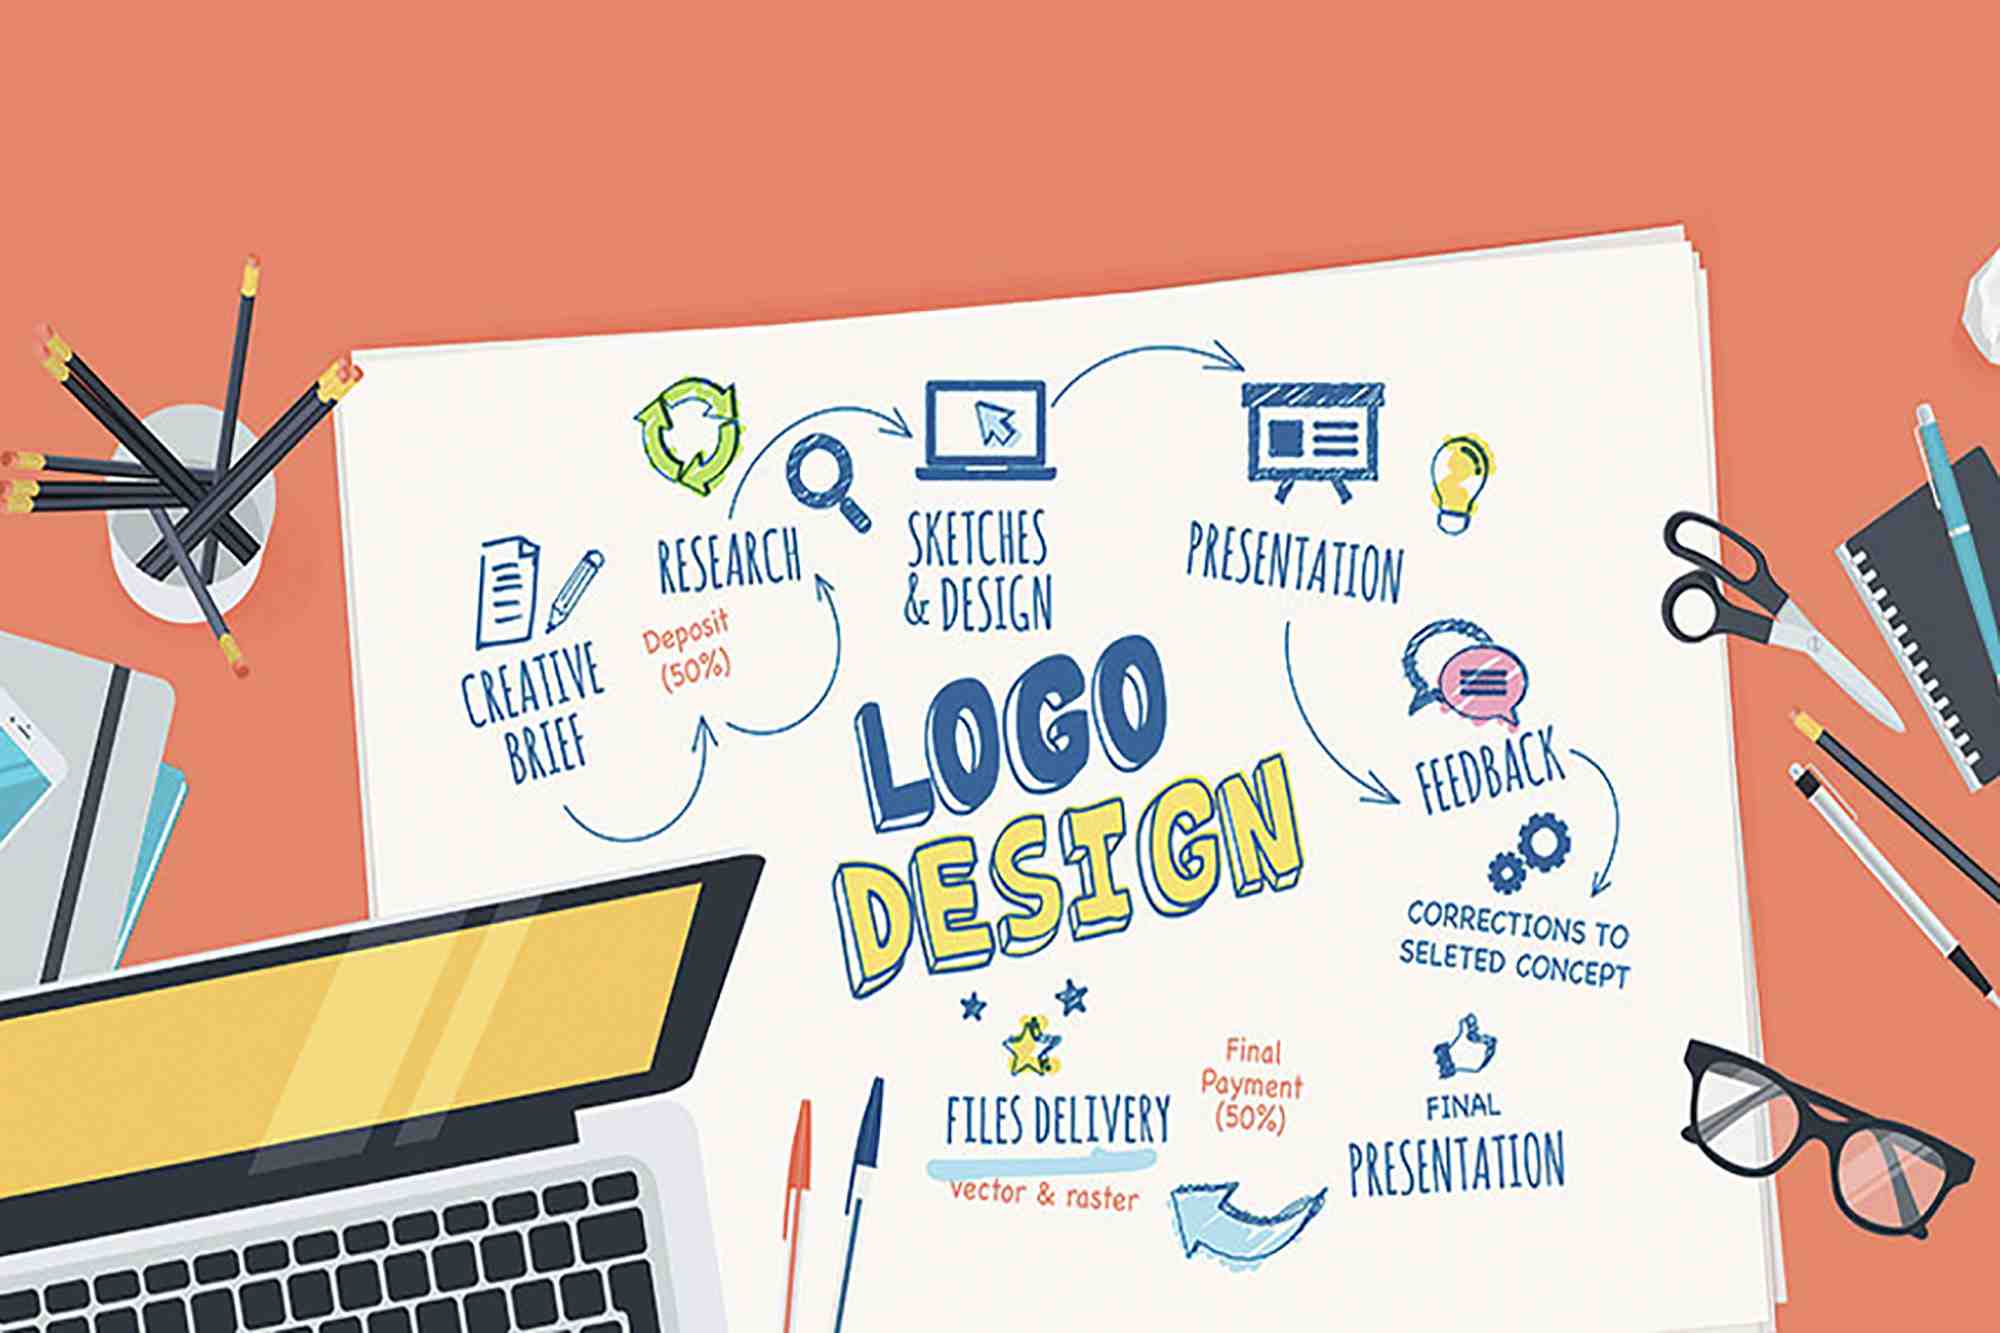 CREATIVE
BRIEF
Deposit
(50%)
RESEARCH
SKETCHES
& DESIGN
PRESENTATION
FEEDBACK
CORRECTIONS TO
SELETED CONCEPT
FINAL
PRESENTATION
Final
Payment
(50%)
FILES DELIVERY
vector & raster
LOGO
DESIGN